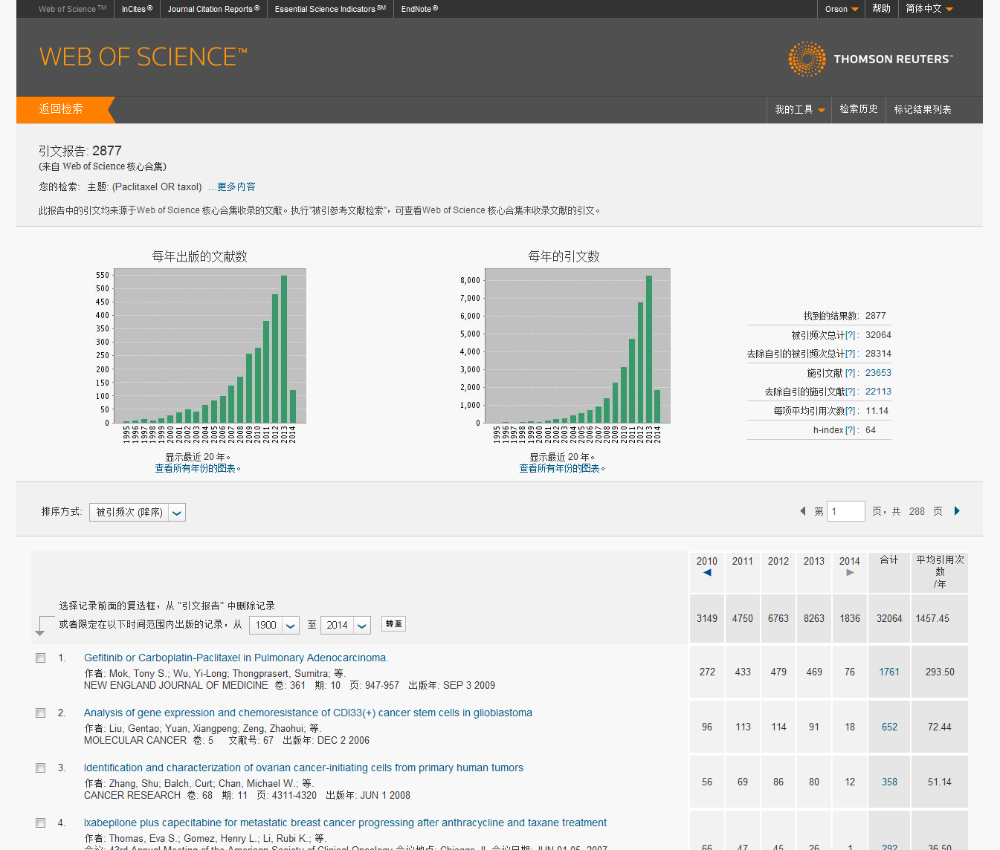 Web of Science™ InCites® Journal Citation Reports® Essential Science Indicators℠ EndNote® Orson 帮助 简体中文
WEB OF SCIENCE™ THOMSON REUTERS™
返回检索 我的工具 检索历史 标记结果列表
引文报告: 2877
(来自 Web of Science 核心合集)
您的检索: 主题: (Paclitaxel OR taxol) ...更多内容
此报告中的引文均来源于Web of Science 核心合集收录的文献。执行"被引参考文献检索"，可查看Web of Science 核心合集未收录文献的引文。
每年出版的文献数
550
500
450
400
350
300
250
200
150
100
50
0
1995 1996 1997 1998 1999 2000 2001 2002 2003 2004 2005 2006 2007 2008 2009 2010 2011 2012 2013 2014
显示最近 20 年。
查看所有年份的图表。
每年的引文数
8,000
7,000
6,000
5,000
4,000
3,000
2,000
1,000
0
1995 1996 1997 1998 1999 2000 2001 2002 2003 2004 2005 2006 2007 2008 2009 2010 2011 2012 2013 2014
显示最近 20 年。
查看所有年份的图表。
找到的结果数: 2877
被引频次总计[?] : 32064
去除自引的被引频次总计[?] : 28314
施引文献 [?] : 23653
去除自引的施引文献[?] : 22113
每项平均引用次数[?] : 11.14
h-index [?] : 64
排序方式: 被引频次 (降序) 第 1 页，共 288 页
2010 2011 2012 2013 2014 合计 平均引用次
数
/年
选择记录前面的复选框，从 "引文报告" 中删除记录
或者限定在以下时间范围内出版的记录，从 1900 至 2014 转至
3149 4750 6763 8263 1836 32064 1457.45
1. Gefitinib or Carboplatin-Paclitaxel in Pulmonary Adenocarcinoma.
作者: Mok, Tony S.; Wu, Yi-Long; Thongprasert, Sumitra; 等.
NEW ENGLAND JOURNAL OF MEDICINE 卷: 361 期: 10 页: 947-957 出版年: SEP 3 2009
272 433 479 469 76 1761 293.50
2. Analysis of gene expression and chemoresistance of CDl33(+) cancer stem cells in glioblastoma
作者: Liu, Gentao; Yuan, Xiangpeng; Zeng, Zhaohui; 等.
MOLECULAR CANCER 卷: 5 文献号: 67 出版年: DEC 2 2006
96 113 114 91 18 652 72.44
3. Identification and characterization of ovarian cancer-initiating cells from primary human tumors
作者: Zhang, Shu; Balch, Curt; Chan, Michael W.; 等.
CANCER RESEARCH 卷: 68 期: 11 页: 4311-4320 出版年: JUN 1 2008
56 69 86 80 12 358 51.14
4. Ixabepilone plus capecitabine for metastatic breast cancer progressing after anthracycline and taxane treatment
作者: Thomas, Eva S.; Gomez, Henry L.; Li, Rubi K.; 等.
会议: 43rd Annual Meeting of the American Society of Clinical Oncology 会议地点: Chicago, IL 会议日期: JUN 01-05, 2007
66 47 45 26 1 292 36.50